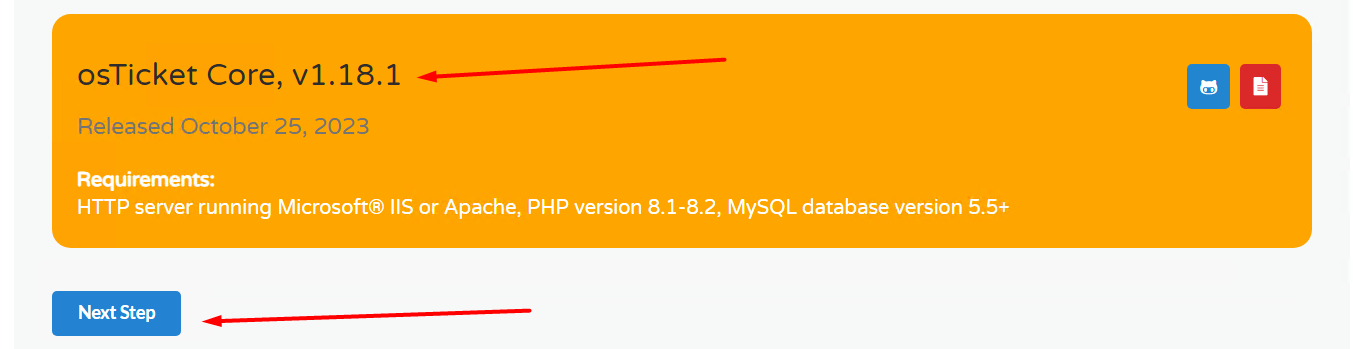 osTicket Core, v1.18.1
Released October 25, 2023
Requirements:
HTTP server running Microsoft® IIS or Apache, PHP version 8.1-8.2, MySQL database version 5.5+
Next Step